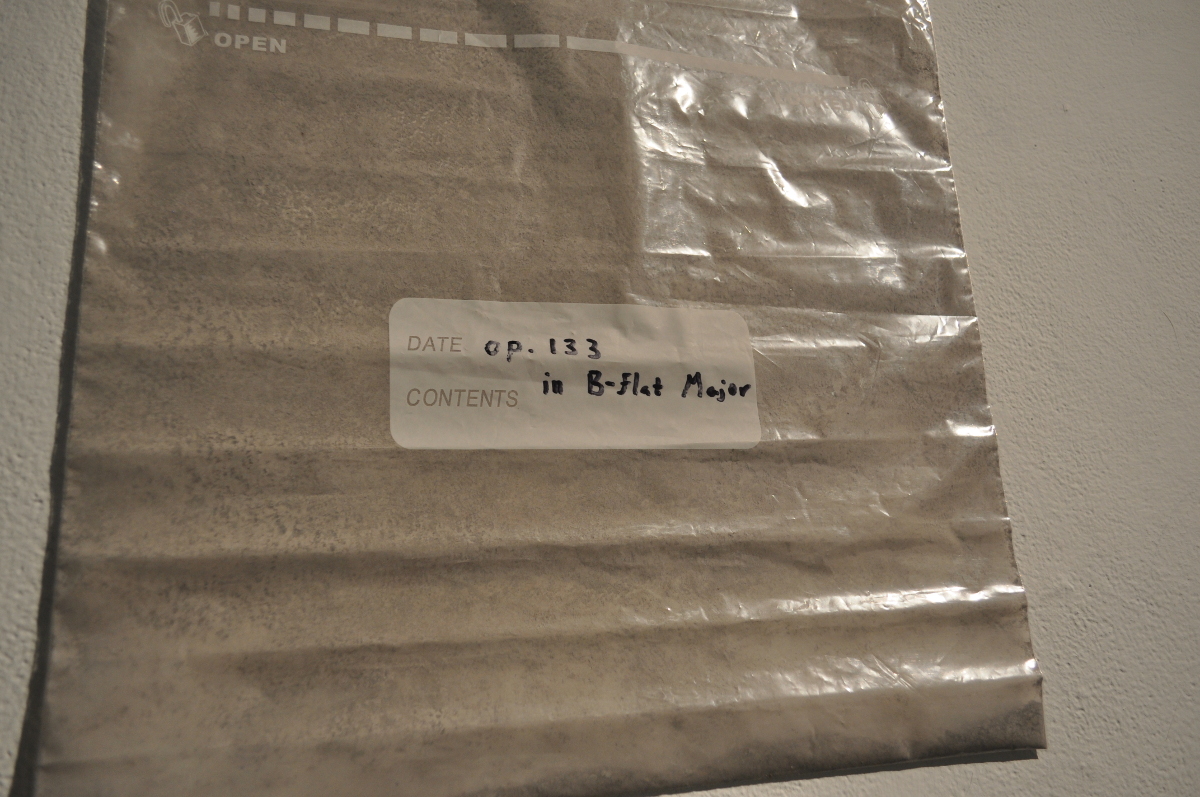 OPEN
DATE op. 133
in B-flat Major
CONTENTS